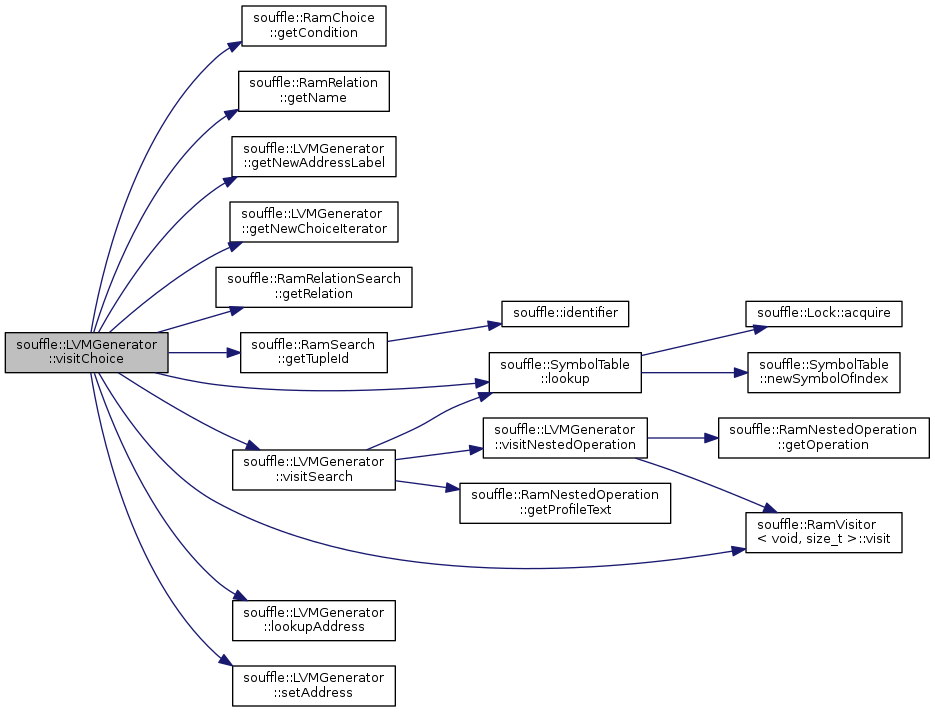 souffle::RamChoice
::getCondition
souffle::RamRelation
::getName
souffle::LVMGenerator
::getNewAddressLabel
souffle::LVMGenerator
::getNewChoiceIterator
souffle::RamRelationSearch
::getRelation
souffle::LVMGenerator
::visitChoice
souffle::RamSearch
::getTupleId
souffle::identifier
souffle::SymbolTable
::lookup
souffle::Lock::acquire
souffle::SymbolTable
::newSymbolOfIndex
souffle::LVMGenerator
::visitSearch
souffle::LVMGenerator
::visitNestedOperation
souffle::RamNestedOperation
::getOperation
souffle::RamNestedOperation
::getProfileText
souffle::RamVisitor
< void, size_t >::visit
souffle::LVMGenerator
::lookupAddress
souffle::LVMGenerator
::setAddress